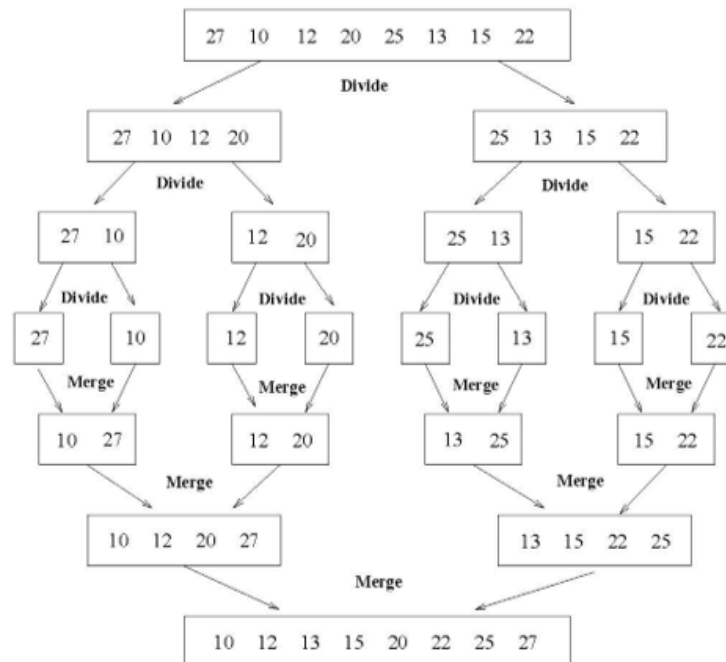 27 10 12 20 25 13 15 22
Divide
27 10 12 20 25 13 15 22
Divide Divide
27 10 12 20 25 13 15 22
Divide Divide Divide Divide
27 10 12 20 25 13 15 22
Merge Merge Merge Merge
10 27 12 20 13 25 15 22
Merge Merge
10 12 20 27 13 15 22 25
Merge
10 12 13 15 20 22 25 27